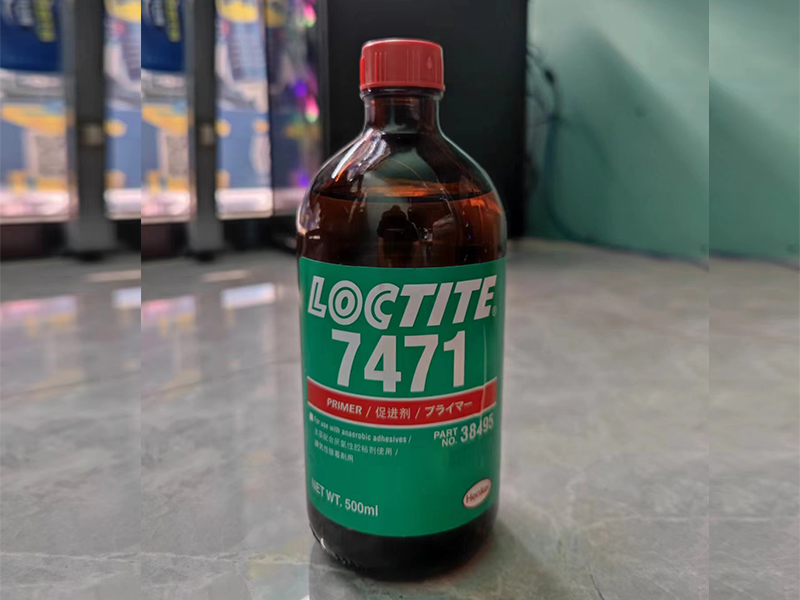 LOCTITE®
7471
PRIMER / 促进剂 / プライマー
For use with anaerobic adhesives /
PART NO. 38495
NET WT. 500ml
Henkel